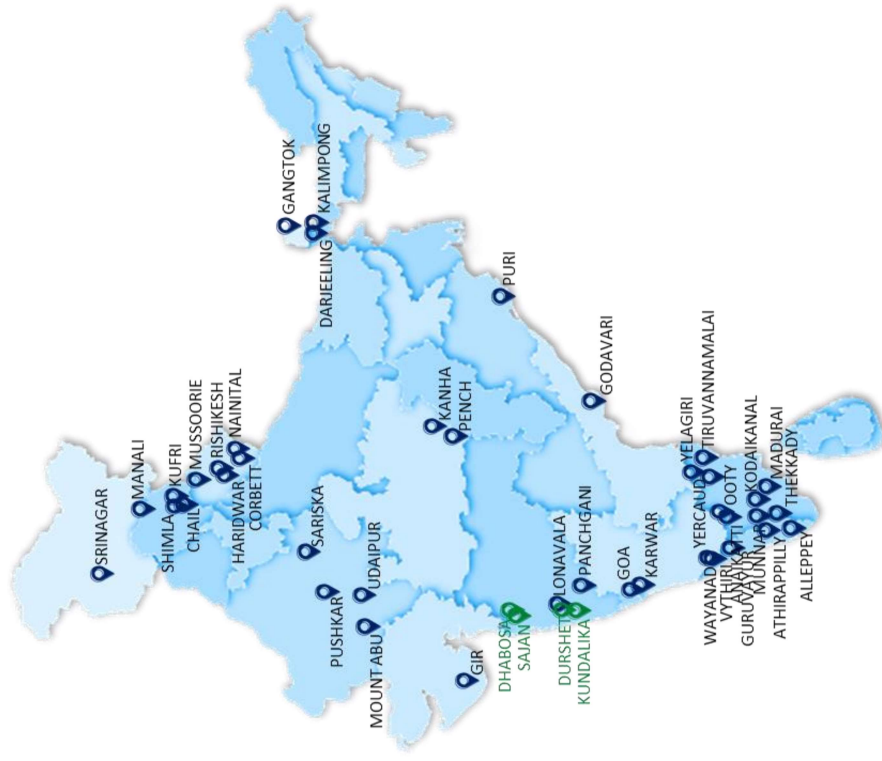 SRINAGAR
MANALI
SHIMLA
KUFRI
CHAIL
MUSSOORIE
RISHIKESH
HARIDWAR
NAINITAL
CORBETT
GANGTOK
KALIMPONG
DARJEELING
SARISKA
PUSHKAR
UDAIPUR
MOUNT ABU
KANHA
PENCH
GIR
PURI
DHABOSA
SAJAN
LONAVALA
DURSHET
KUNDALIKA
PANCHGANI
GODAVARI
GOA
KARWAR
YELAGIRI
TIRUVANNAMALAI
YERCAUD
WAYANAD
VYTHIRI
OOTY
ANAIKATTI
GURUVAYUR
KODAIKANAL
MUNNAR
MADURAI
ATHIRAPPILLY
THEKKADY
ALLEPPEY